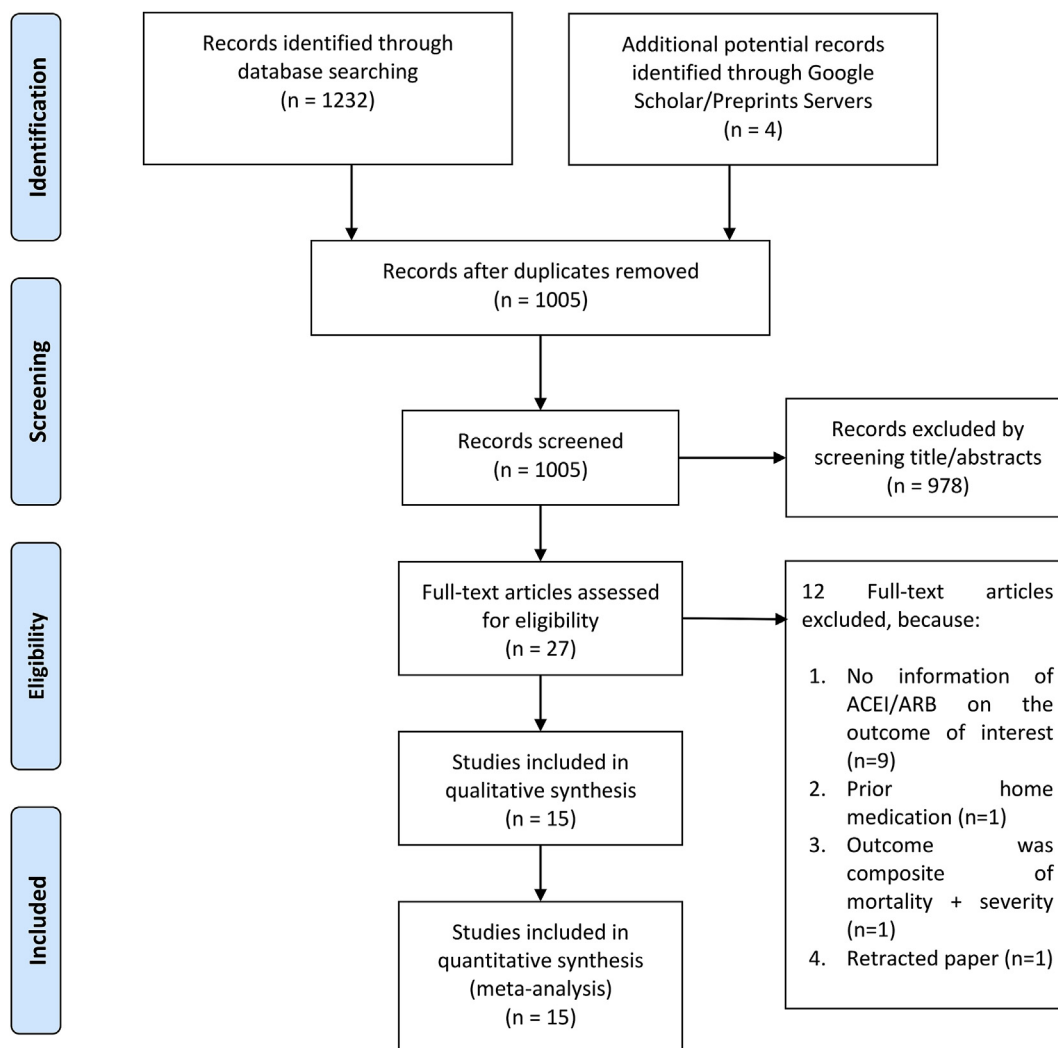 Identification
Records identified through
database searching
(n = 1232)
Additional potential records
identified through Google
Scholar/Preprints Servers
(n = 4)
Records after duplicates removed
(n = 1005)
Screening
Records screened
(n = 1005)
Records excluded by
screening title/abstracts
(n = 978)
Eligibility
Full-text articles assessed
for eligibility
(n = 27)
12 Full-text articles
excluded, because:
1. No information of
ACEI/ARB on the
outcome of interest
(n=9)
2. Prior home
medication (n=1)
3. Outcome was
composite of
mortality + severity
(n=1)
4. Retracted paper (n=1)
Studies included in
qualitative synthesis
(n = 15)
Included
Studies included in
quantitative synthesis
(meta-analysis)
(n = 15)